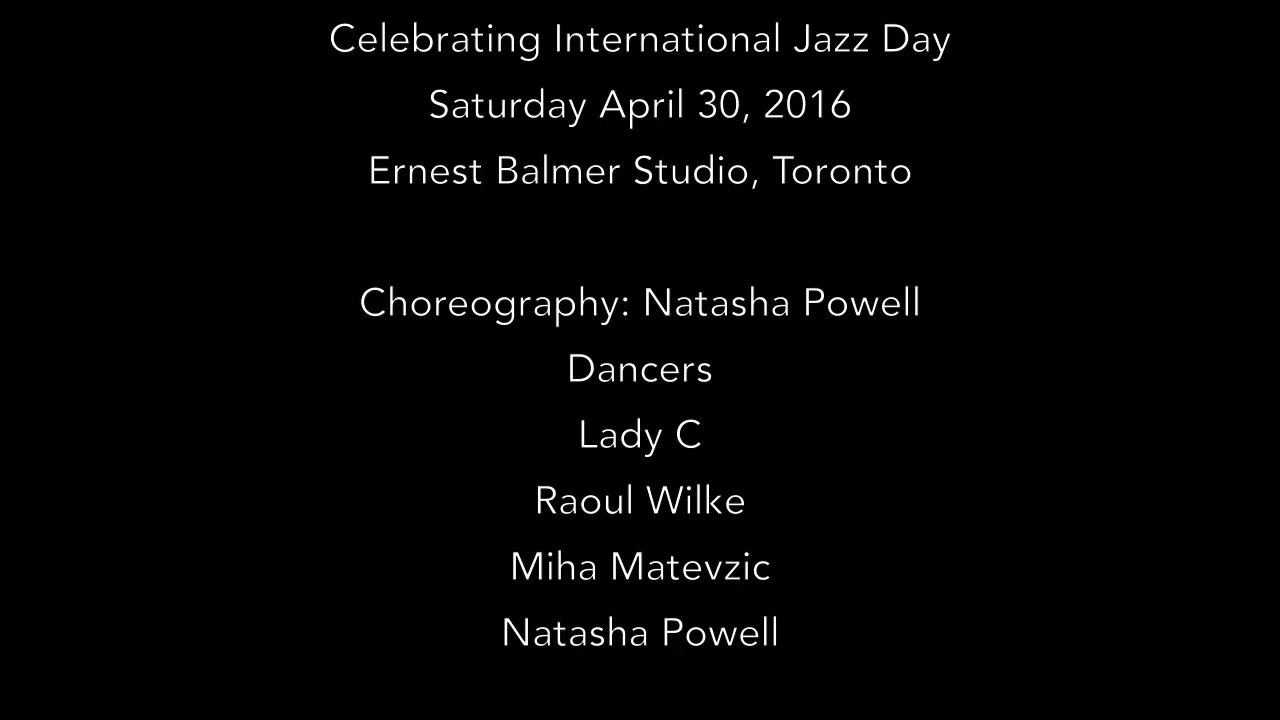 Celebrating International Jazz Day
Saturday April 30, 2016
Ernest Balmer Studio, Toronto
Choreography: Natasha Powell
Dancers
Lady C
Raoul Wilke
Miha Matevzic
Natasha Powell